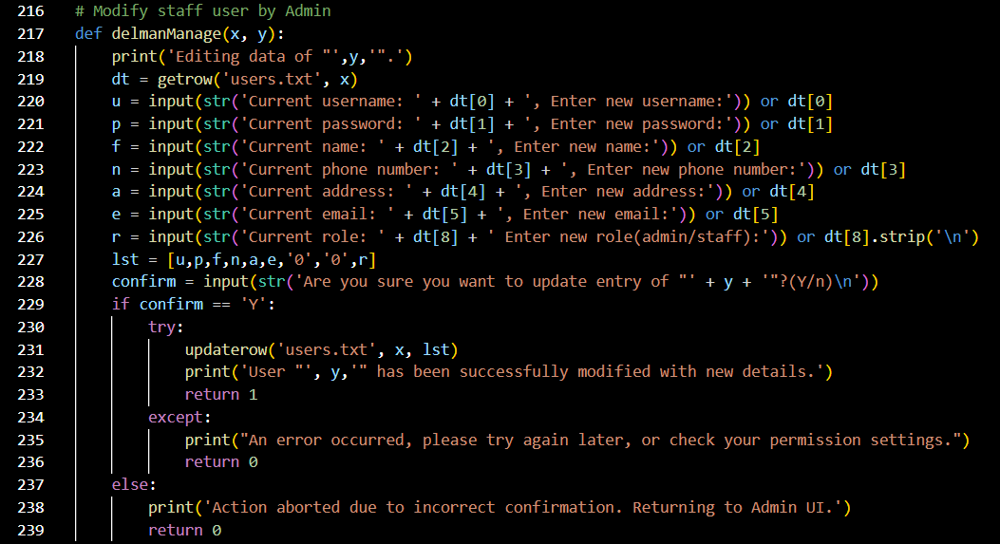 216 # Modify staff user by Admin
217 def delmanManage(x, y):
218     print('Editing data of "',y,'".')
219     dt = getrow('users.txt', x)
220     u = input(str('Current username: ' + dt[0] + ', Enter new username:')) or dt[0]
221     p = input(str('Current password: ' + dt[1] + ', Enter new password:')) or dt[1]
222     f = input(str('Current name: ' + dt[2] + ', Enter new name:')) or dt[2]
223     n = input(str('Current phone number: ' + dt[3] + ', Enter new phone number:')) or dt[3]
224     a = input(str('Current address: ' + dt[4] + ', Enter new address:')) or dt[4]
225     e = input(str('Current email: ' + dt[5] + ', Enter new email:')) or dt[5]
226     r = input(str('Current role: ' + dt[8] + ' Enter new role(admin/staff):')) or dt[8].strip('\n')
227     lst = [u,p,f,n,a,e,'0','0',r]
228     confirm = input(str('Are you sure you want to update entry of "' + y + '"?(Y/n)\n'))
229     if confirm == 'Y':
230         try:
231             updaterow('users.txt', x, lst)
232             print('User "', y,'" has been successfully modified with new details.')
233             return 1
234         except:
235             print("An error occurred, please try again later, or check your permission settings.")
236             return 0
237     else:
238         print('Action aborted due to incorrect confirmation. Returning to Admin UI.')
239         return 0